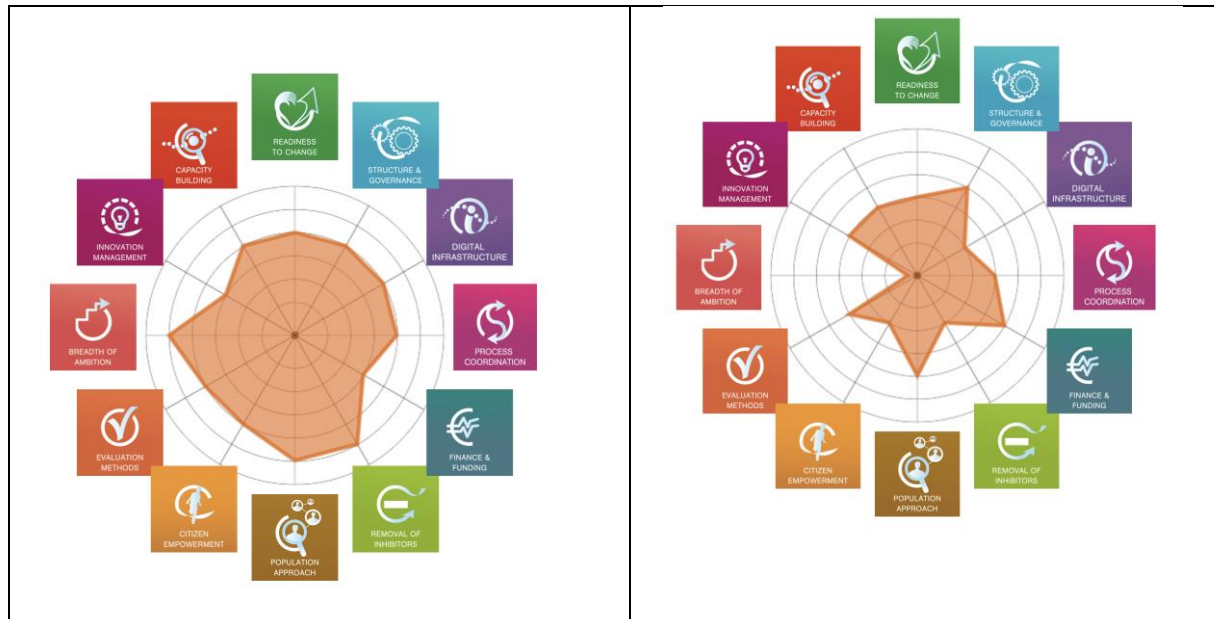 READINESS
TO CHANGE
STRUCTURE &
GOVERNANCE
DIGITAL
INFRASTRUCTURE
PROCESS
COORDINATION
FINANCE &
FUNDING
REMOVAL OF
INHIBITORS
POPULATION
APPROACH
CITIZEN
EMPOWERMENT
EVALUATION
METHODS
BREADTH OF
AMBITION
INNOVATION
MANAGEMENT
CAPACITY
BUILDING
READINESS
TO CHANGE
STRUCTURE &
GOVERNANCE
DIGITAL
INFRASTRUCTURE
PROCESS
COORDINATION
FINANCE &
FUNDING
REMOVAL OF
INHIBITORS
POPULATION
APPROACH
CITIZEN
EMPOWERMENT
EVALUATION
METHODS
BREADTH OF
AMBITION
INNOVATION
MANAGEMENT
CAPACITY
BUILDING